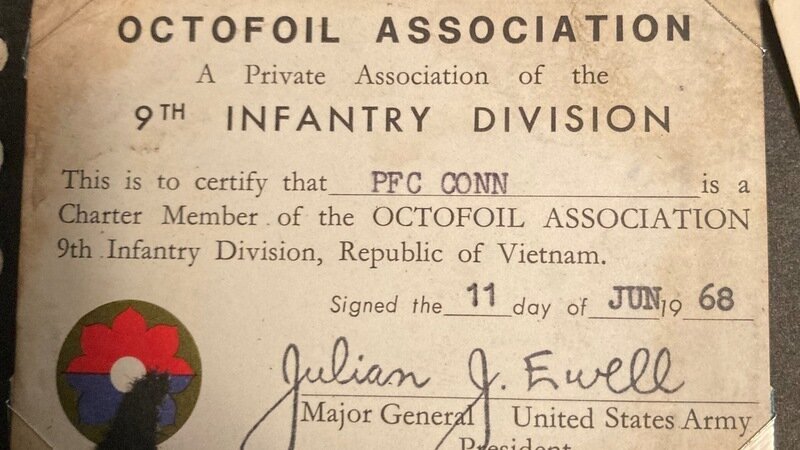 OCTOFOIL ASSOCIATION
A Private Association of the
9TH INFANTRY DIVISION
This is to certify that PFC CONN is a
Charter Member of the OCTOFOIL ASSOCIATION
9th Infantry Division, Republic of Vietnam.
Signed the 11 day of JUN 19 68
Julian J. Ewell
Major General United States Army
President